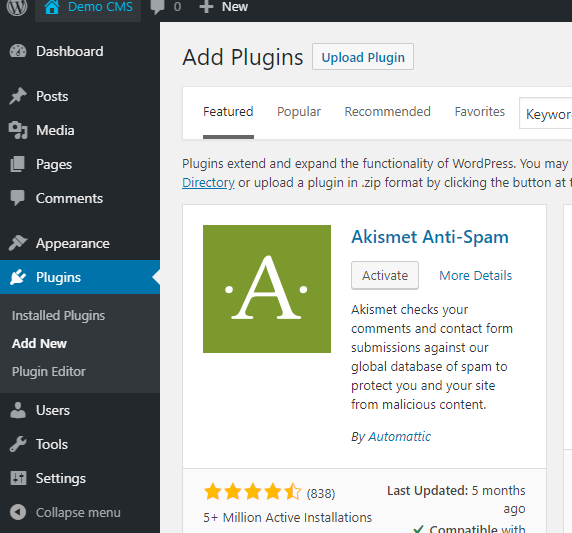 Demo CMS 0 New
Dashboard
Posts
Media
Pages
Comments
Appearance
Plugins
Installed Plugins
Add New
Plugin Editor
Users
Tools
Settings
Collapse menu
Add Plugins Upload Plugin
Featured Popular Recommended Favorites Keywor
Plugins extend and expand the functionality of WordPress. You may
Directory or upload a plugin in .zip format by clicking the button at t
A
Akismet Anti-Spam
Activate More Details
Akismet checks your
comments and contact form
submissions against our
global database of spam to
protect you and your site
from malicious content.
By Automattic
(838)
5+ Million Active Installations
Last Updated: 5 months
ago
Compatible with